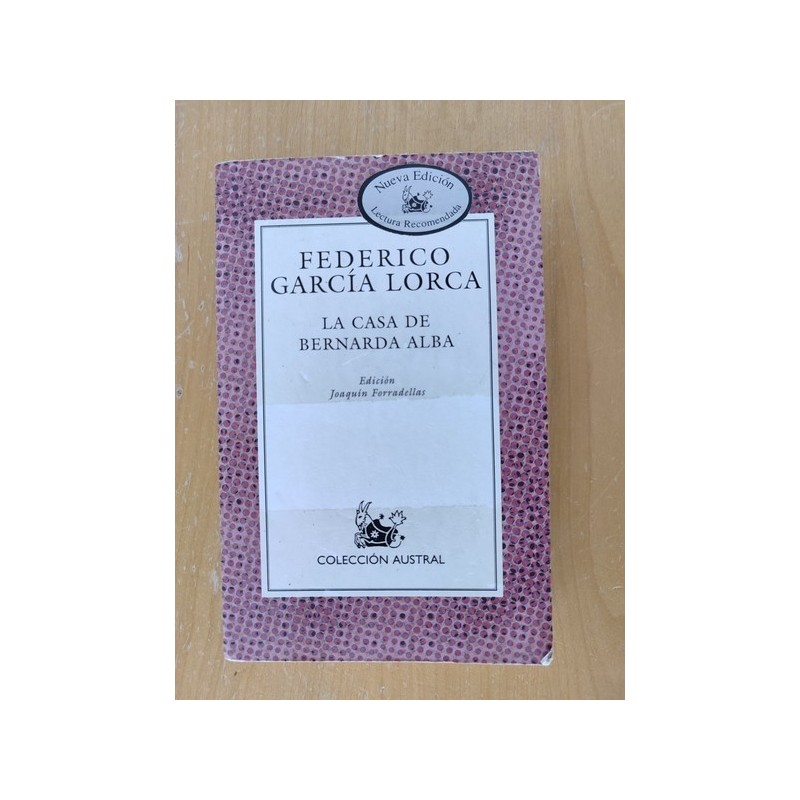 Nueva Edición
Lectura Recomendada
FEDERICO
GARCÍA LORCA
LA CASA DE
BERNARDA ALBA
Edición
Joaquín Forradellas
COLECCIÓN AUSTRAL